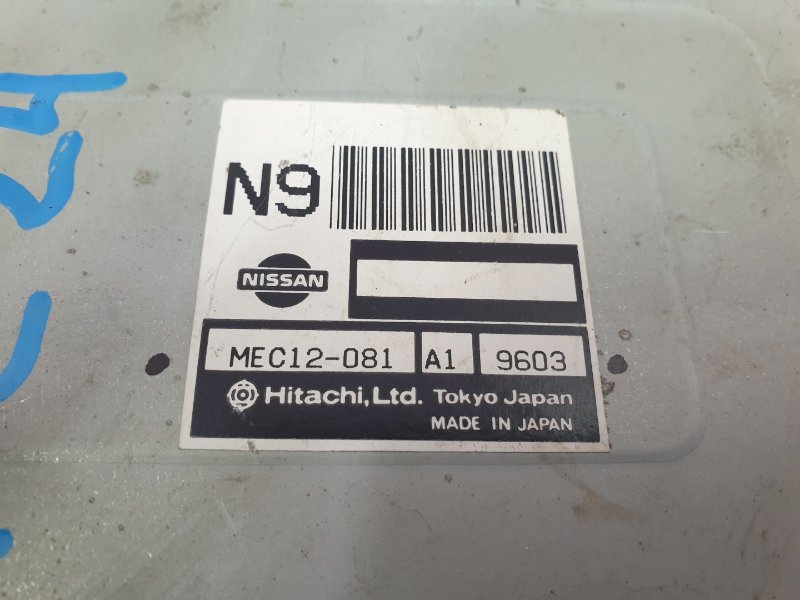 N9
NISSAN
MEC12-081 A1 9603
Hitachi, Ltd. Tokyo Japan
MADE IN JAPAN